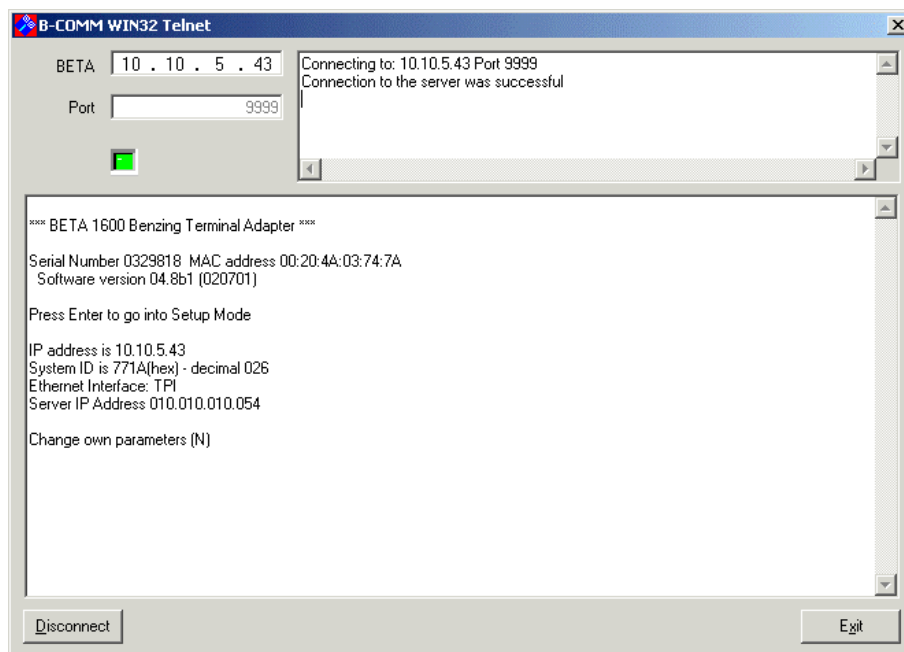 B-COMM WIN32 Telnet
BETA 10 . 10 . 5 . 43
Port 9999
Connecting to: 10.10.5.43 Port 9999
Connection to the server was successful
*** BETA 1600 Benzing Terminal Adapter ***
Serial Number 0329818 MAC address 00:20:4A:03:74:7A
Software version 04.8b1 (020701)
Press Enter to go into Setup Mode
IP address is 10.10.5.43
System ID is 771A(hex) - decimal 026
Ethernet Interface: TPI
Server IP Address 010.010.010.054
Change own parameters (N)
Disconnect
Exit